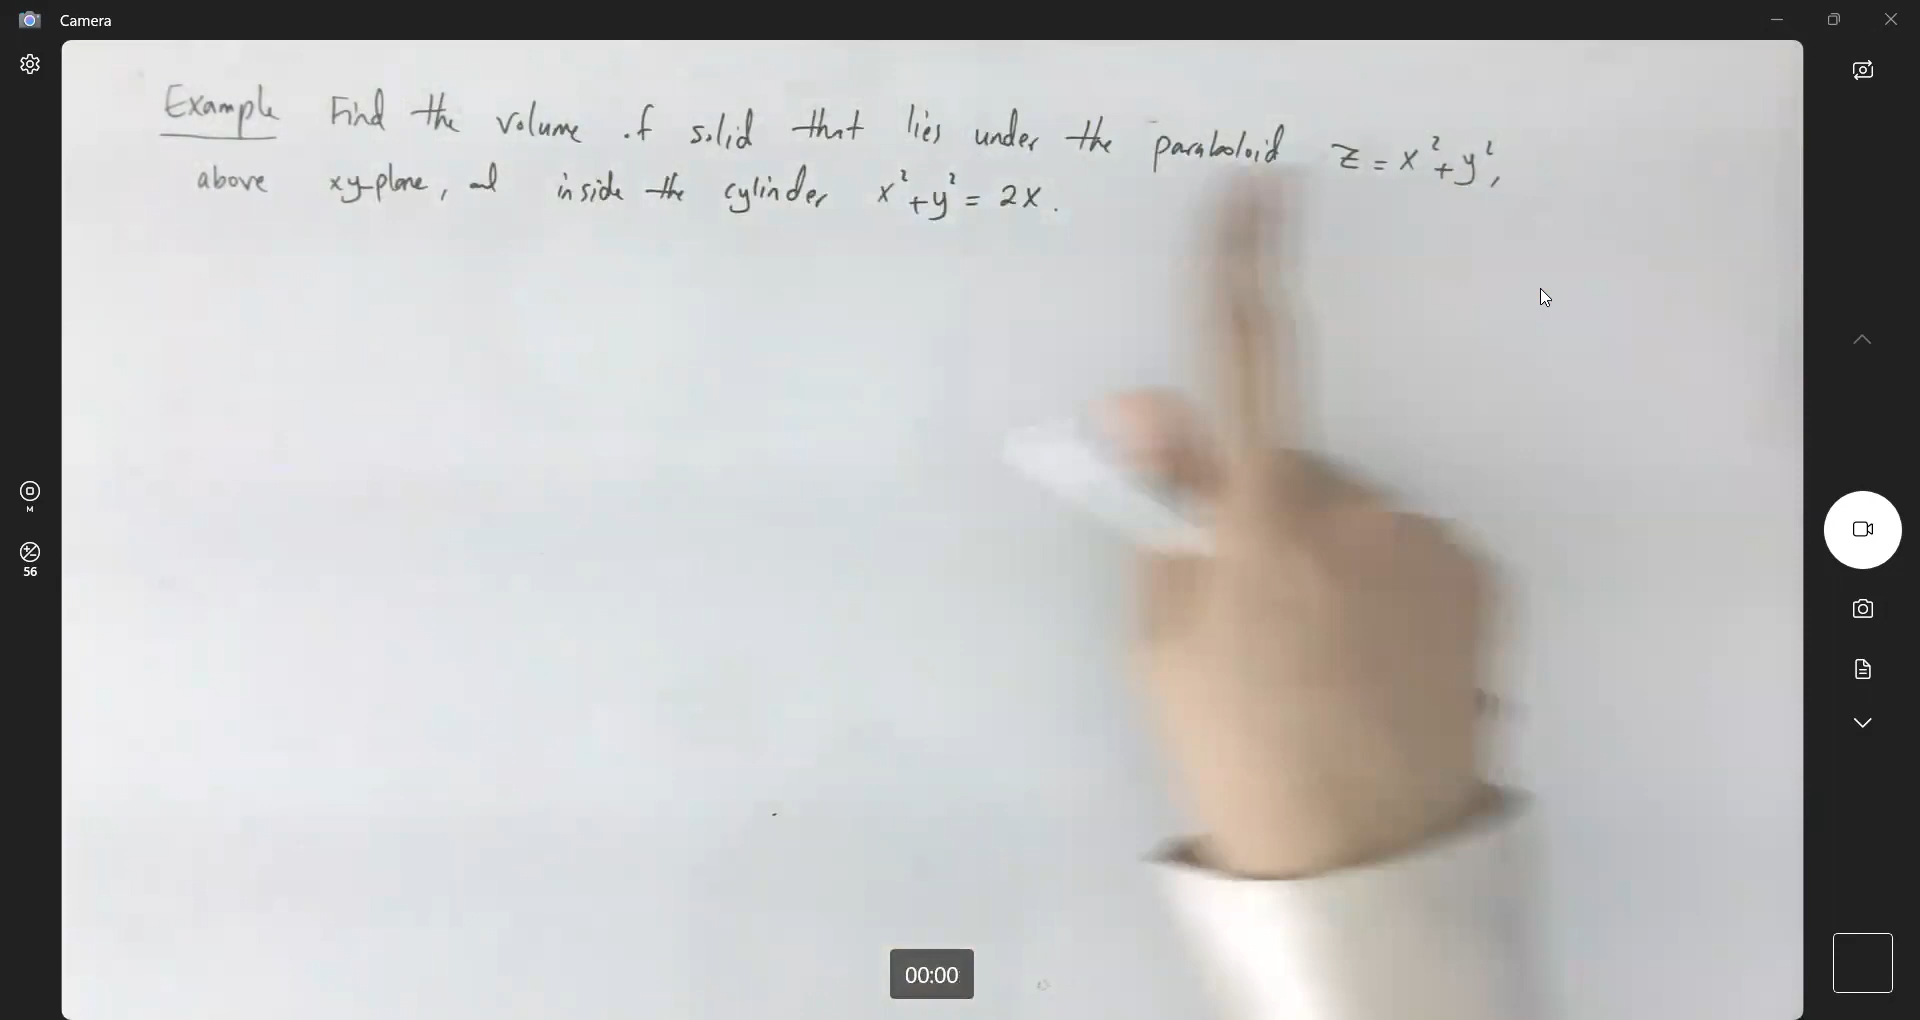 Camera
Example Find the volume of solid that lies under the paraboloid z = x² + y²,
above xy-plane, and inside the cylinder x² + y² = 2x.
M
56
00:00